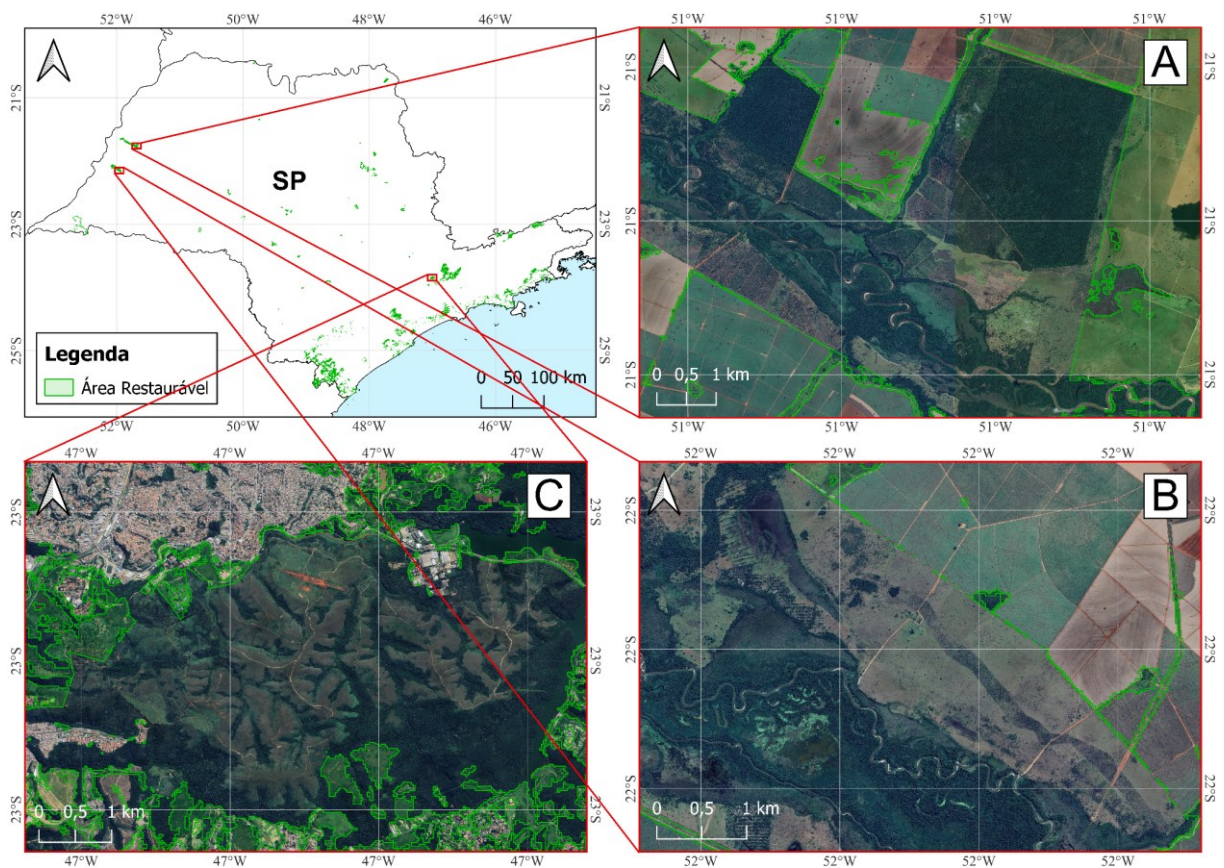 52°W 50°W 48°W 46°W
21°S
23°S
25°S
21°S
23°S
25°S
SP
Legenda
Área Restaurável
0 50 100 km
52°W 50°W 48°W 46°W
51°W 51°W 51°W 51°W
A
21°S
21°S
21°S
21°S
21°S
21°S
0 0,5 1 km
51°W 51°W 51°W 51°W
47°W 47°W 47°W 47°W
C
23°S
23°S
23°S
23°S
23°S
23°S
0 0,5 1 km
47°W 47°W 47°W 47°W
52°W 52°W 52°W 52°W
B
22°S
22°S
22°S
22°S
22°S
22°S
0 0,5 1 km
52°W 52°W 52°W 52°W